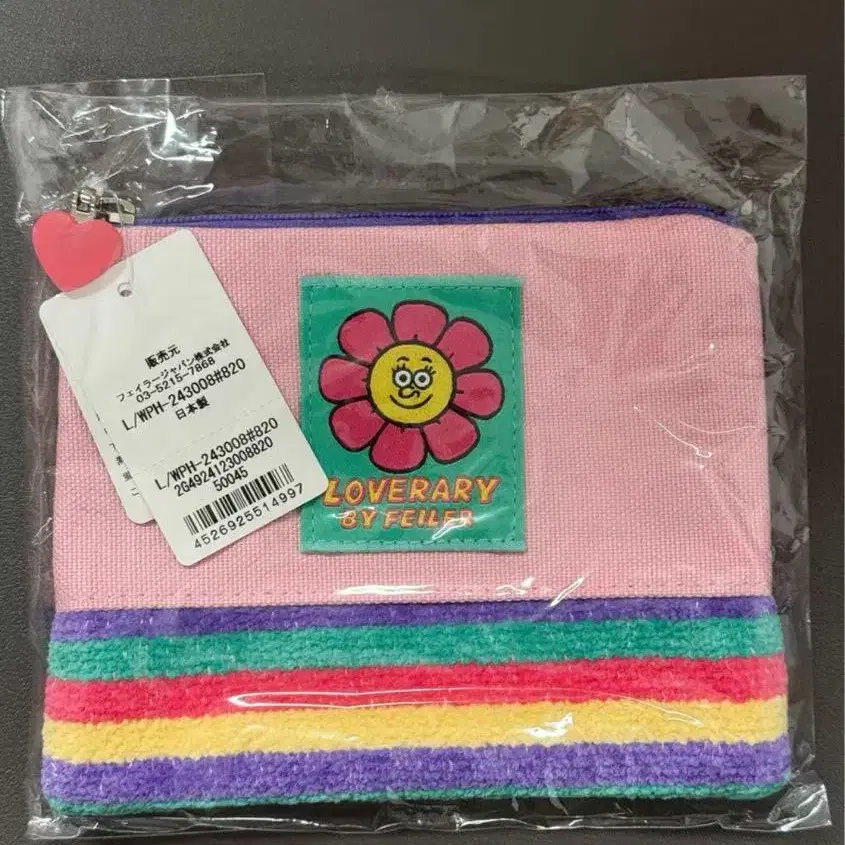 販売元
フェイラージャパン株式会社
03-5215-7868
L/WPH-243008#820
日本製
L/WPH-243008#820
2G4924123008820
50045
4526925514997
LOVERARY
BY FEILER